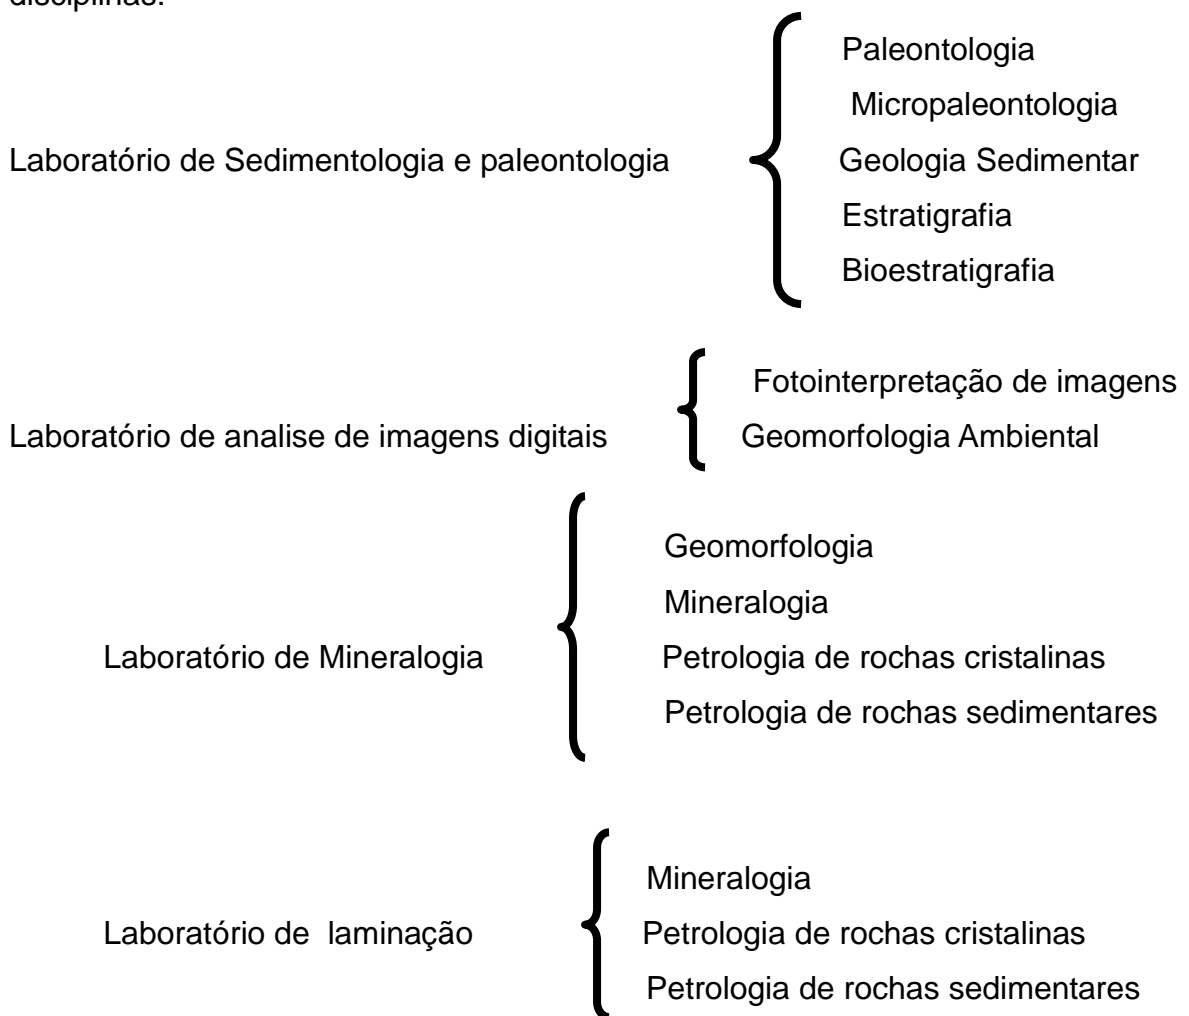 disciplinas.
Paleontologia
Micropaleontologia
Laboratório de Sedimentologia e paleontologia Geologia Sedimentar
Estratigrafia
Bioestratigrafia
Fotointerpretação de imagens
Laboratório de analise de imagens digitais Geomorfologia Ambiental
Geomorfologia
Mineralogia
Laboratório de Mineralogia Petrologia de rochas cristalinas
Petrologia de rochas sedimentares
Mineralogia
Laboratório de laminação Petrologia de rochas cristalinas
Petrologia de rochas sedimentares